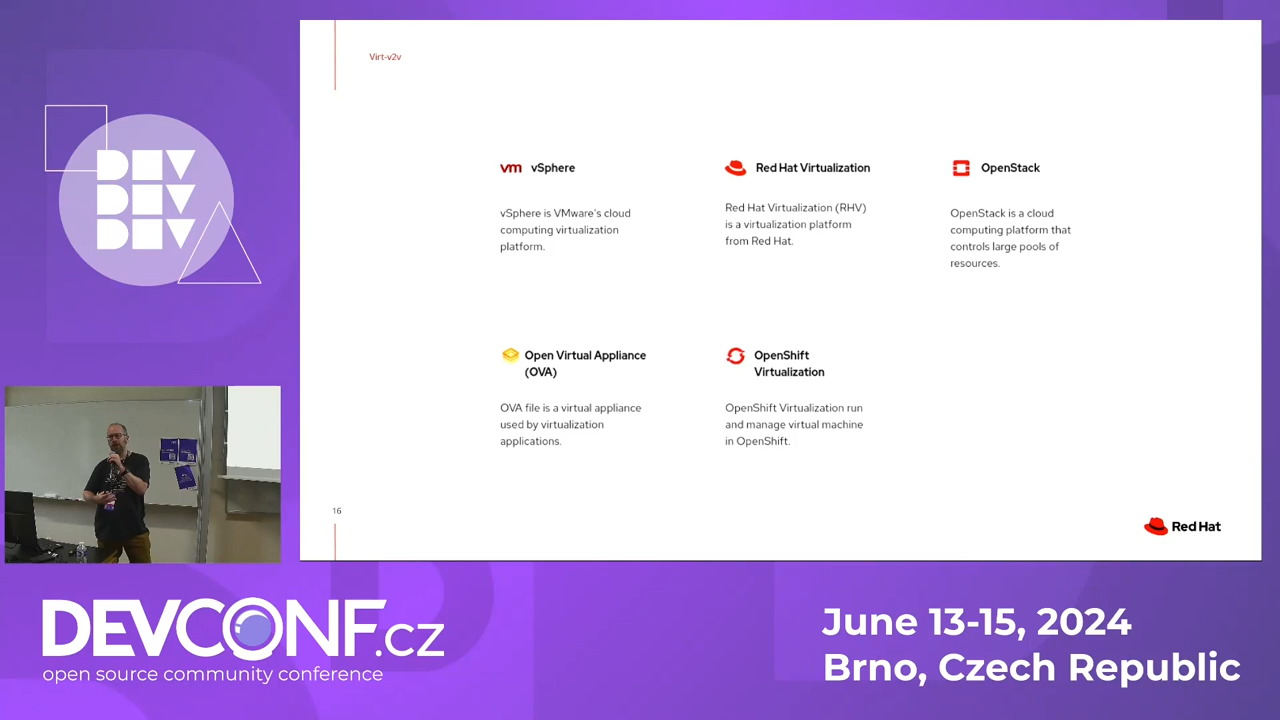 Virt-v2v
vm vSphere
vSphere is VMware's cloud
computing virtualization
platform.
Red Hat Virtualization
Red Hat Virtualization (RHV)
is a virtualization platform
from Red Hat.
OpenStack
OpenStack is a cloud
computing platform that
controls large pools of
resources.
Open Virtual Appliance
(OVA)
OVA file is a virtual appliance
used by virtualization
applications.
OpenShift
Virtualization
OpenShift Virtualization run
and manage virtual machine
in OpenShift.
16
Red Hat
DEV
DEV
DEV
DEVCONF.cz
open source community conference
June 13-15, 2024
Brno, Czech Republic